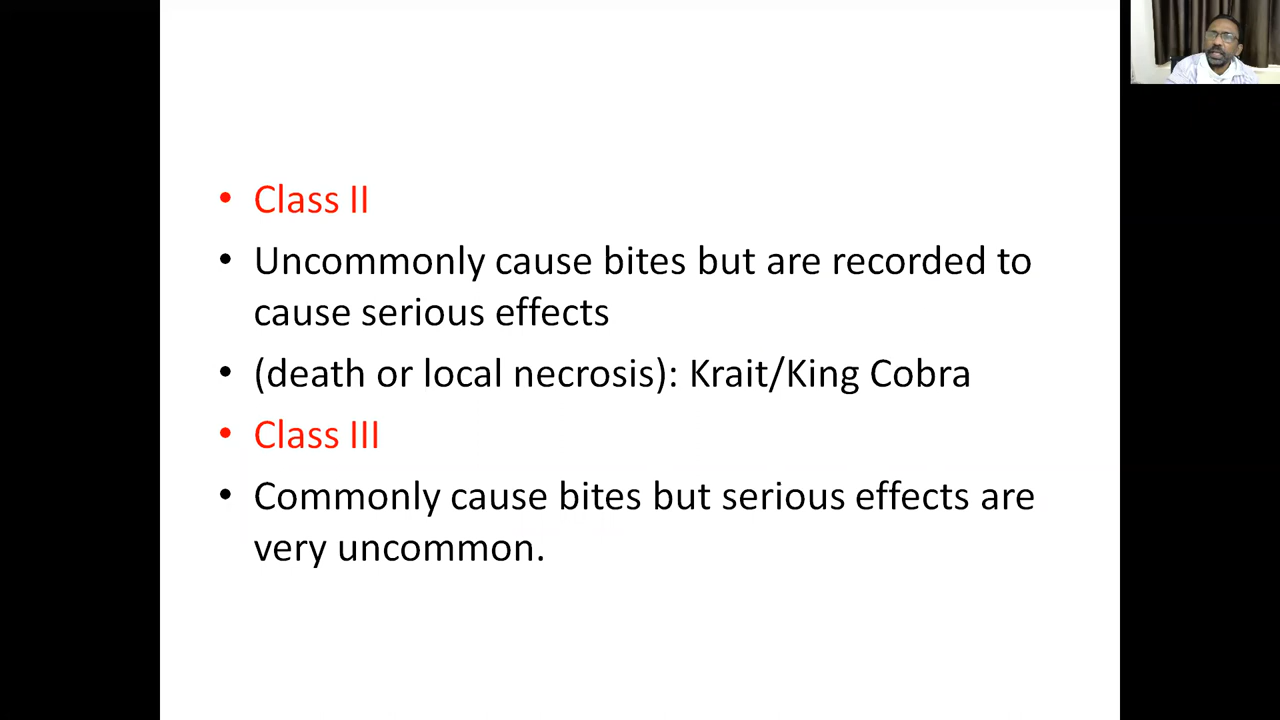 • Class II
• Uncommonly cause bites but are recorded to
cause serious effects
• (death or local necrosis): Krait/King Cobra
• Class III
• Commonly cause bites but serious effects are
very uncommon.